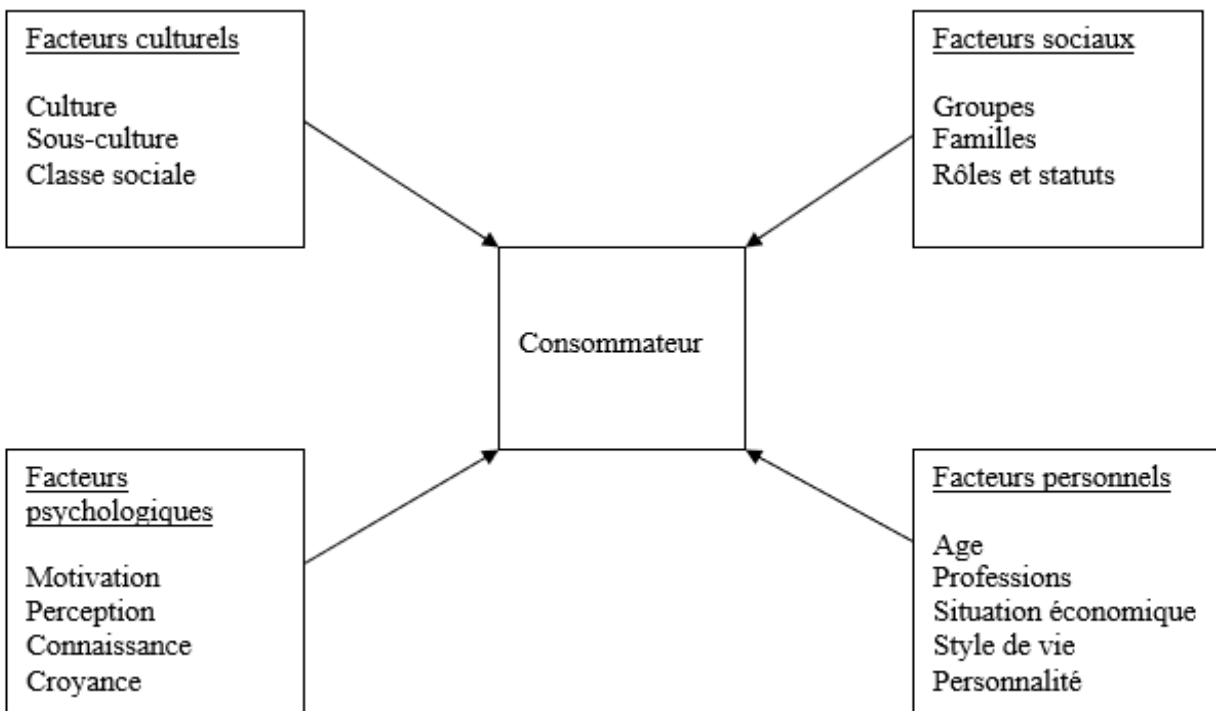 Facteurs culturels
Culture
Sous-culture
Classe sociale
Facteurs sociaux
Groupes
Familles
Rôles et statuts
Consommateur
Facteurs
psychologiques
Motivation
Perception
Connaissance
Croyance
Facteurs personnels
Age
Professions
Situation économique
Style de vie
Personnalité